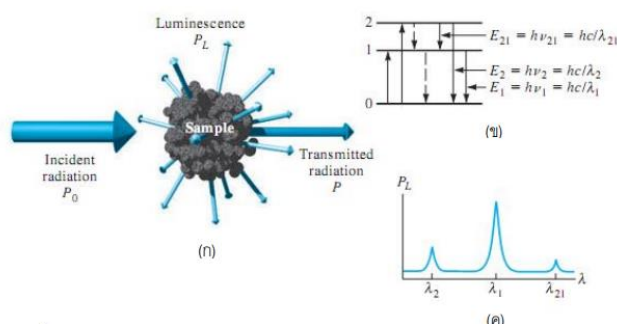 Luminescence
P_L
Sample
Incident
radiation
P_0
Transmitted
radiation
P
(ก)
2
1
0
E_21 = hν_21 = hc/λ_21
E_2 = hν_2 = hc/λ_2
E_1 = hν_1 = hc/λ_1
(ข)
P_L
λ_2
λ_1
λ_21
λ
(ค)